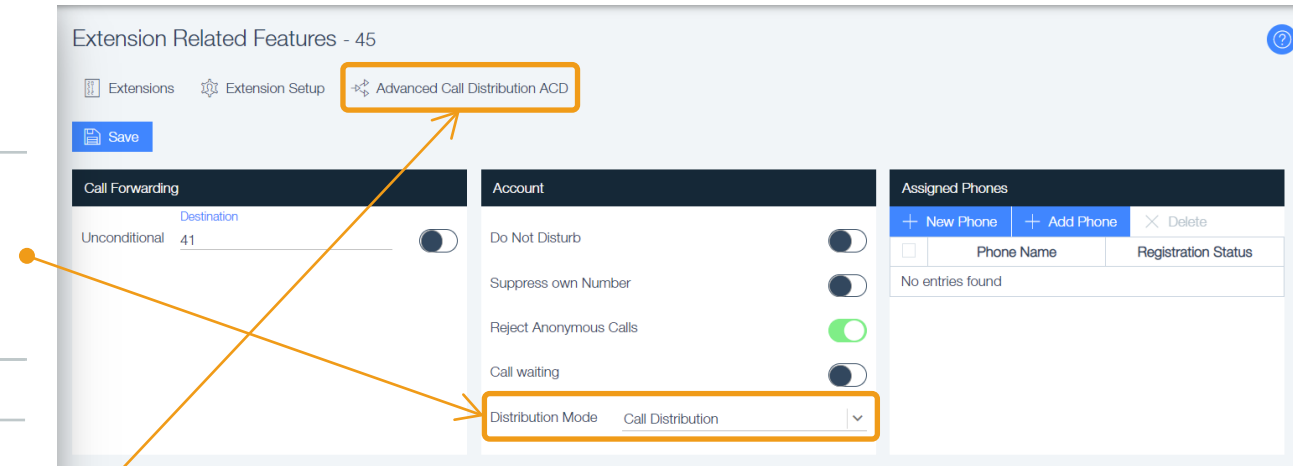 Extension Related Features - 45
?
Extensions Extension Setup Advanced Call Distribution ACD
Save
Call Forwarding
Destination
Unconditional 41
Account
Do Not Disturb
Suppress own Number
Reject Anonymous Calls
Call waiting
Distribution Mode Call Distribution
Assigned Phones
New Phone Add Phone Delete
Phone Name Registration Status
No entries found